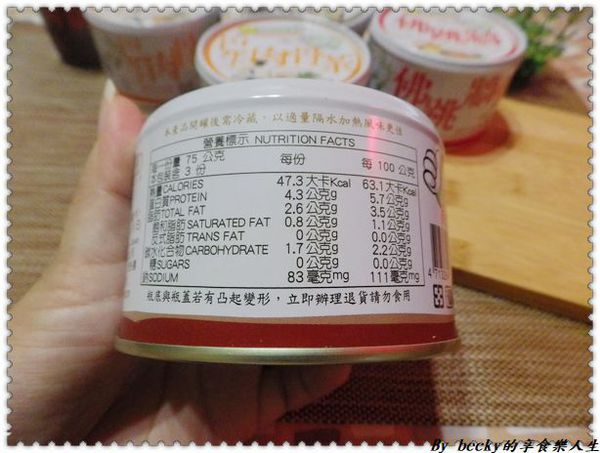 本產品開罐後需冷藏，以適量隔水加熱風味更佳
營養標示 NUTRITION FACTS
每一份量 75 公克
本包裝含 3 份
每份 每 100 公克
熱量CALORIES 47.3 大卡Kcal 63.1 大卡Kcal
蛋白質PROTEIN 4.3 公克g 5.7 公克g
脂肪TOTAL FAT 2.6 公克g 3.5 公克g
飽和脂肪 SATURATED FAT 0.8 公克g 1.1 公克g
反式脂肪 TRANS FAT 0 公克g 0.0 公克g
碳水化合物 CARBOHYDRATE 1.7 公克g 2.2 公克g
糖 SUGARS 0 公克g 0.0 公克g
鈉SODIUM 83 毫克mg 111 毫克mg
瓶底與瓶蓋若有凸起變形，立即辦理退貨請勿食用
By becky的享食樂人生